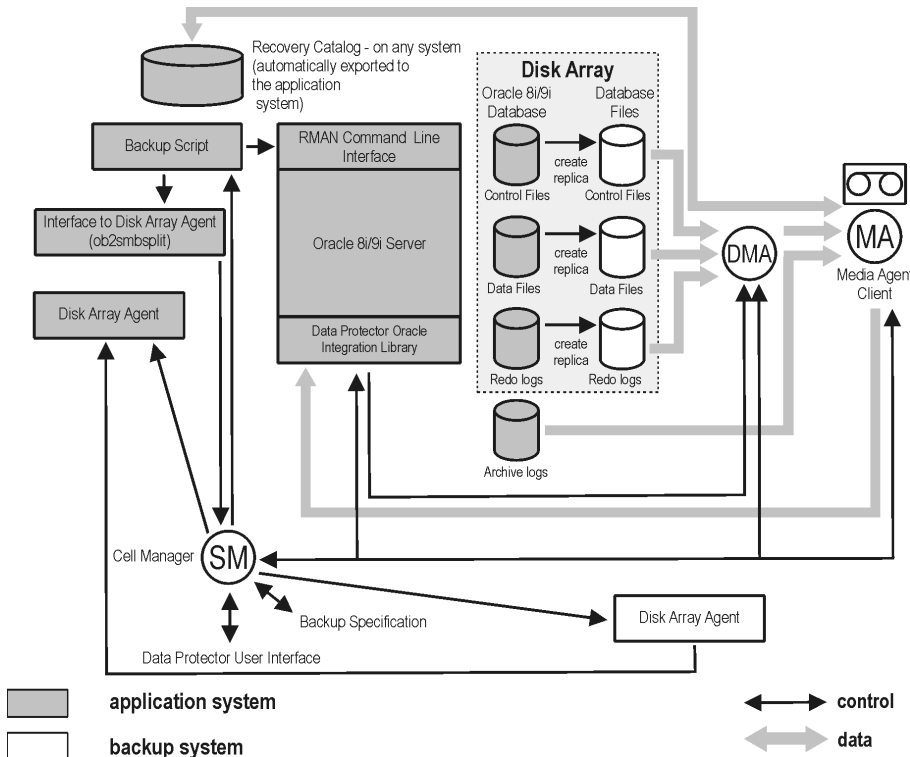 Recovery Catalog - on any system
(automatically exported to
the application
system)
Disk Array
Oracle 8i/9i
Database
Database
Files
Backup Script
RMAN Command Line
Interface
create
replica
Control Files
Control Files
Interface to Disk Array Agent
(ob2smbsplit)
Oracle 8i/9i Server
create
replica
Data Files
Data Files
DMA
MA
Media Agent
Client
Disk Array Agent
Data Protector Oracle
Integration Library
create
replica
Redo logs
Redo logs
Archive logs
Cell Manager
SM
Backup Specification
Disk Array Agent
Data Protector User Interface
application system
control
backup system
data